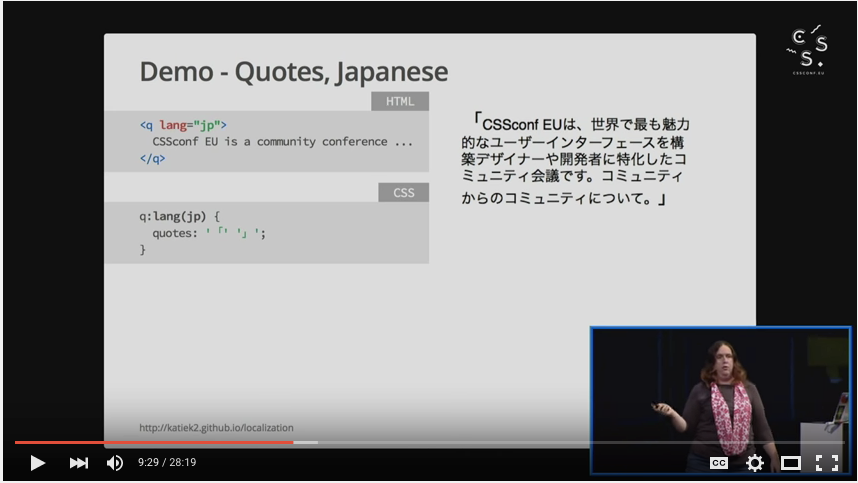 Demo - Quotes, Japanese
HTML
<q lang="jp">
CSSconf EU is a community conference ...
</q>
CSS
q:lang(jp) {
quotes: '「' '」';
}
「CSSconf EUは、世界で最も魅力
的なユーザーインターフェースを構
築デザイナーや開発者に特化したコ
ミュニティ会議です。コミュニティ
からのコミュニティについて。」
http://katiek2.github.io/localization
CSS
CSSCONF.EU
9:29 / 28:19
CC